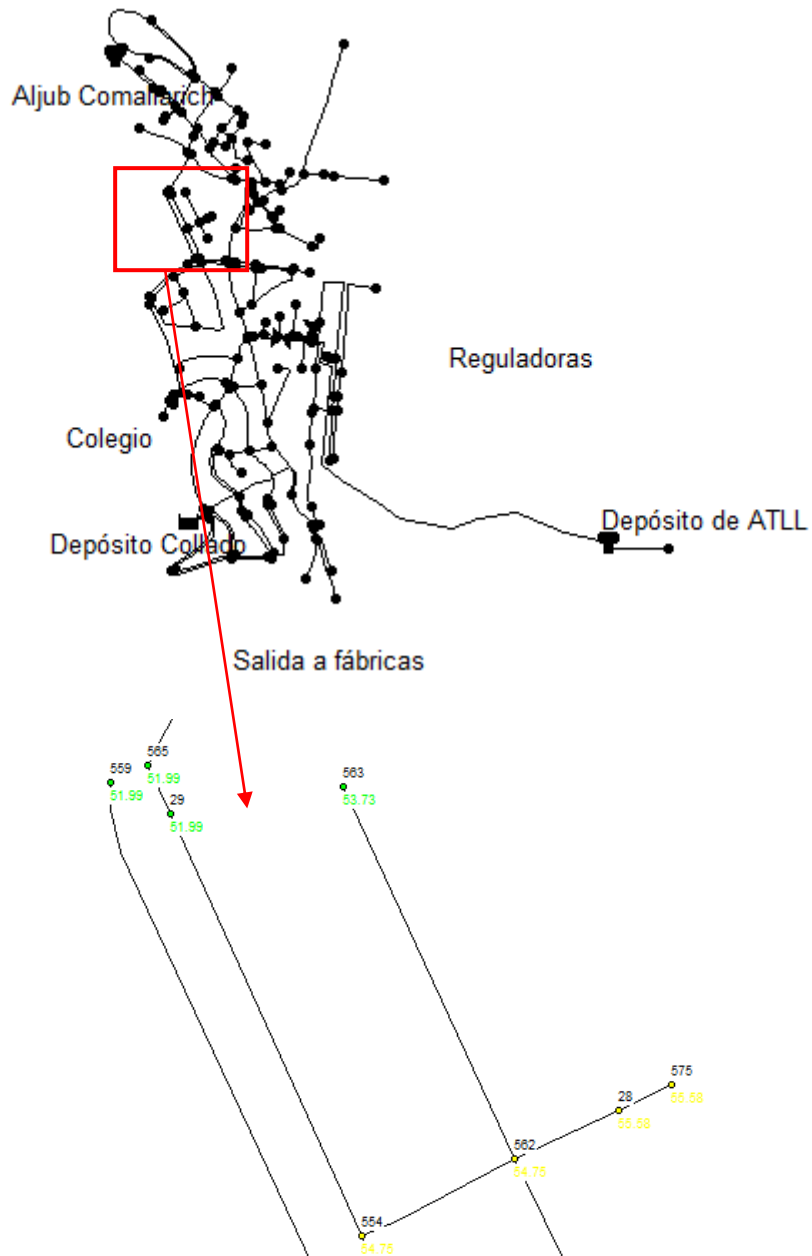 Aljub Comallarich
Reguladoras
Colegio
Depósito de ATLL
Depósito Collado
Salida a fábricas
565
559
51.99
563
51.99
29
53.73
51.99
575
28
55.58
55.58
562
54.75
554
54.75